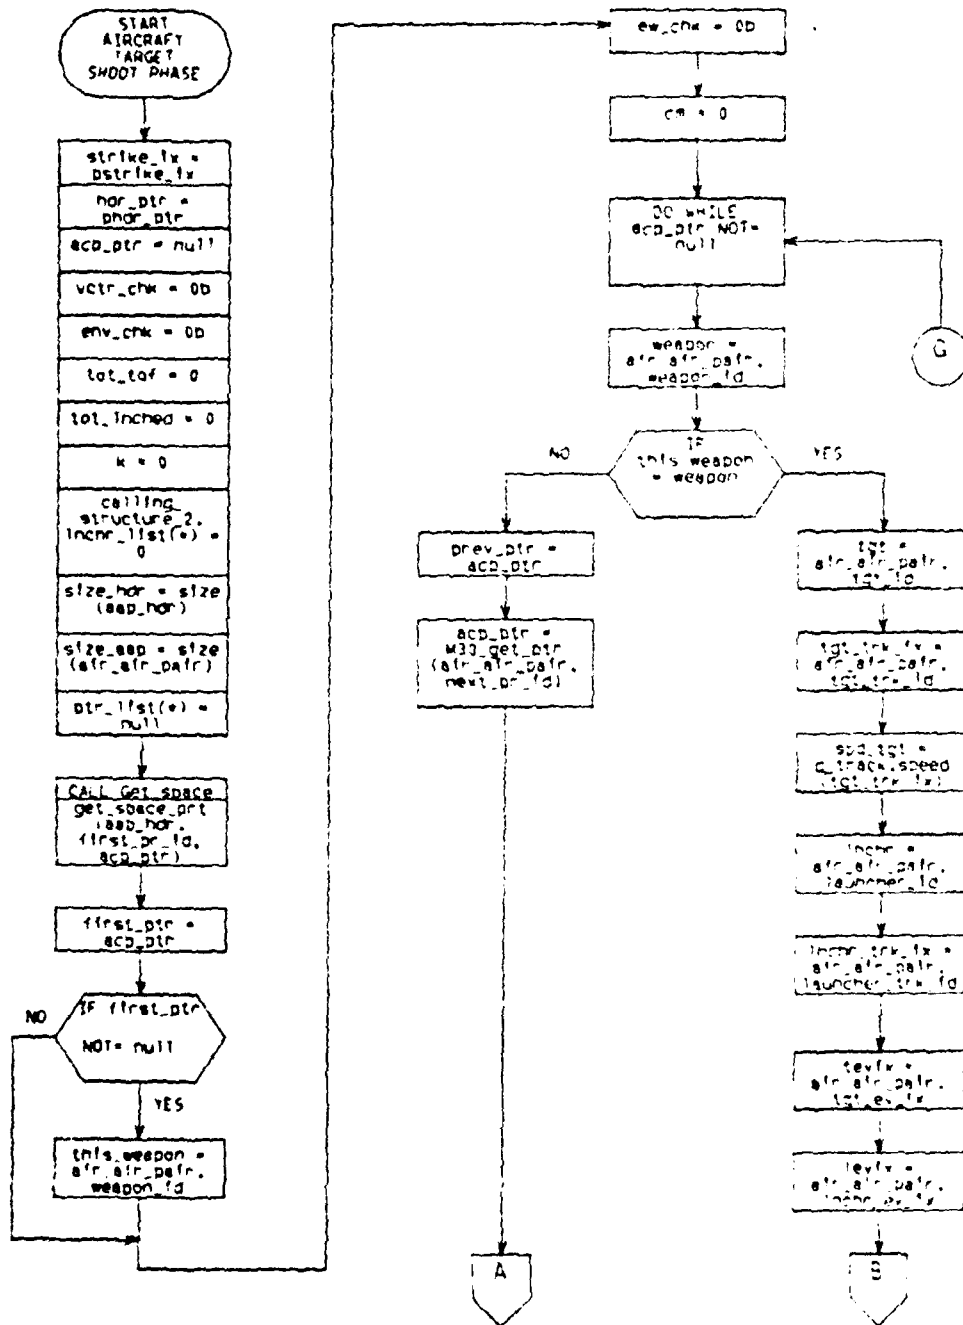 START
AIRCRAFT
TARGET
SHOOT PHASE
strike_ix =
pstrike_ix
hdr_ptr =
phdr_ptr
acp_ptr = null
vctr_chk = 0b
env_chk = 0b
tot_tof = 0
tot_lnched = 0
k = 0
calling_
structure_2.
lnchr_list(*) =
0
size_hdr = size
(aap_hdr)
size_aap = size
(air_air_pair)
ptr_list(*) =
null
CALL Get_space
get_space_prt
(aap_hdr.
first_pr_id,
acp_ptr)
first_ptr =
acp_ptr
IF first_ptr
NOT= null
NO
YES
this_weapon =
air_air_pair.
weapon_id
ew_chk = 0b
cm = 0
DO WHILE
acp_ptr NOT=
null
G
weapon =
air_air_pair.
weapon_id
IF
this_weapon
= weapon
NO
YES
prev_ptr =
acp_ptr
acp_ptr =
M30_get_ptr
(air_air_pair.
next_pr_id)
A
tgt =
air_air_pair.
tgt_id
tgt_trk_ix =
air_air_pair.
tgt_trk_id
spd_tgt =
g_track.speed
(tgt_trk_ix)
lnchr =
air_air_pair.
launcher_id
lnchr_trk_ix =
air_air_pair.
launcher_trk_id
tevix =
air_air_pair.
tgt_ev_ix
levix =
air_air_pair.
lnchr_ev_ix
B